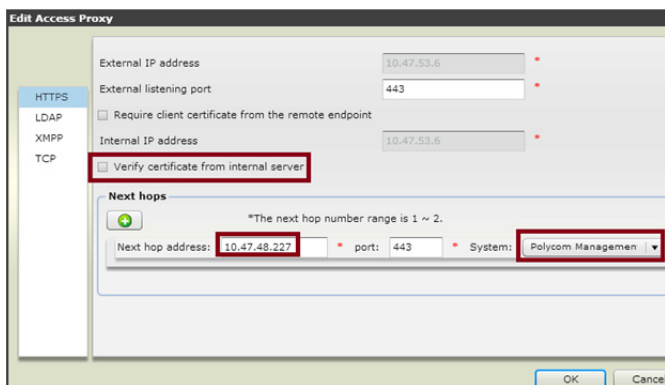 Edit Access Proxy
HTTPS
LDAP
XMPP
TCP
External IP address 10.47.53.6 *
External listening port 443 *
Require client certificate from the remote endpoint
Internal IP address 10.47.53.6 *
Verify certificate from internal server
Next hops
*The next hop number range is 1 ~ 2.
Next hop address: 10.47.48.227 * port: 443 * System: Polycom Managemen
OK Cance